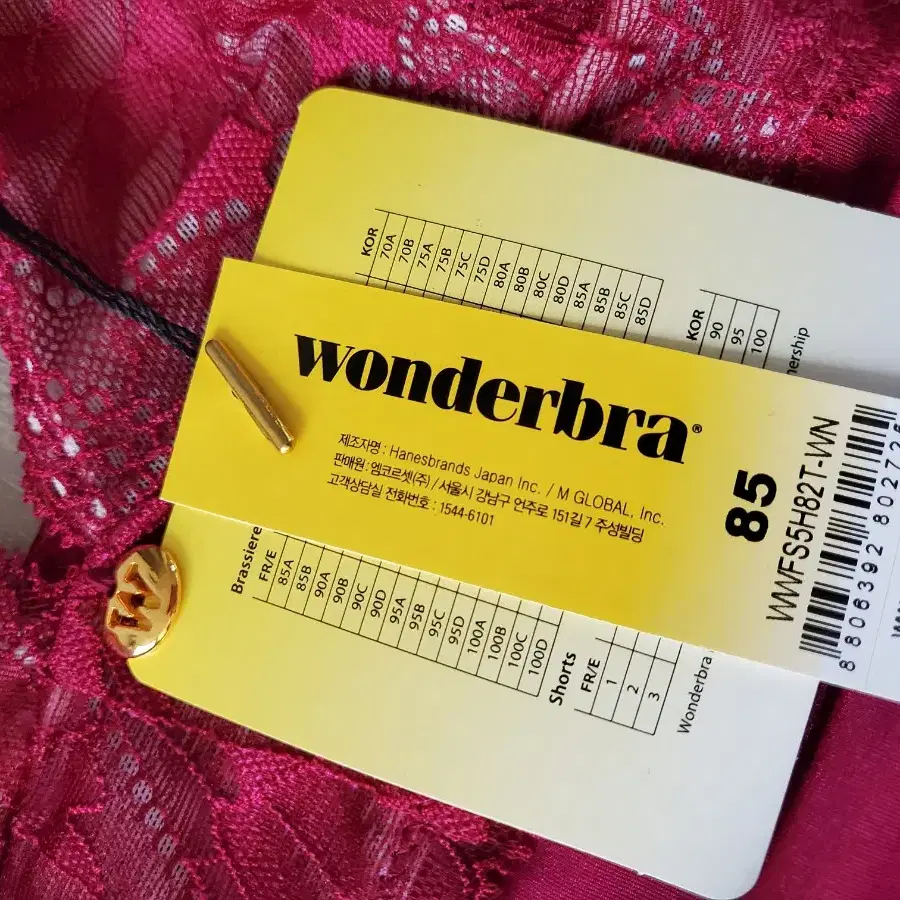 KOR
70A
70B
75A
75B
75C
75D
80A
80B
80C
80D
85A
85B
85C
85D
KOR
90
95
100
nership
wonderbra®
제조자명 : Hanesbrands Japan Inc. / M GLOBAL, Inc.
판매원 : 엠코르셋(주) / 서울시 강남구 언주로 151길 7 주성빌딩
고객상담실 전화번호 : 1544-6101
85
WWFS5H82T-WN
8 806392 80272
Brassiere
FR/E
85A
85B
90A
90B
90C
90D
95A
95B
95C
95D
100A
100B
100C
100D
Shorts
FR/E
1
2
3
Wonderbra
W